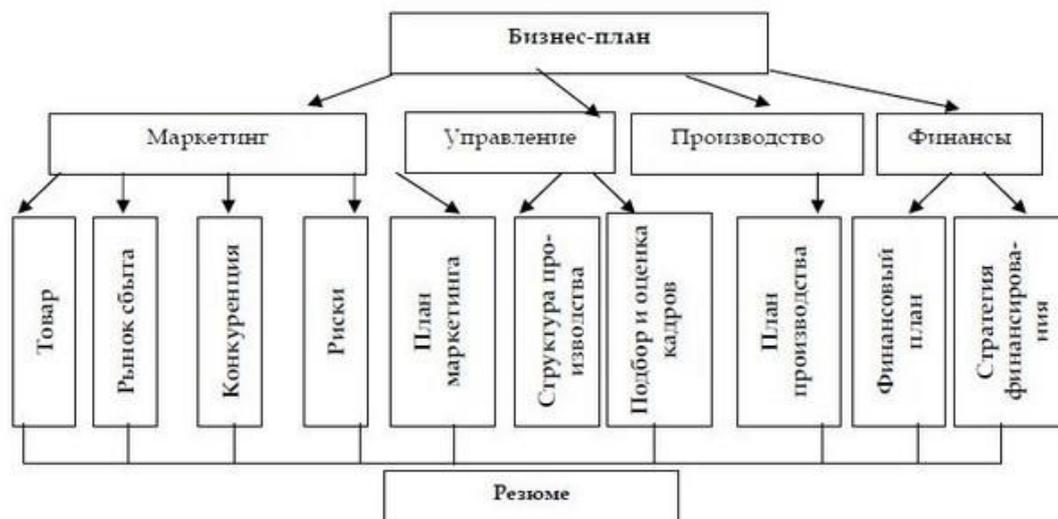 Бизнес-план
Маркетинг
Управление
Производство
Финансы
Товар
Рынок сбыта
Конкуренция
Риски
План
маркетинга
Структура про-
изводства
Подбор и оценка
кадров
План
производства
Финансовый
план
Стратегия
финансирова-
ния
Резюме